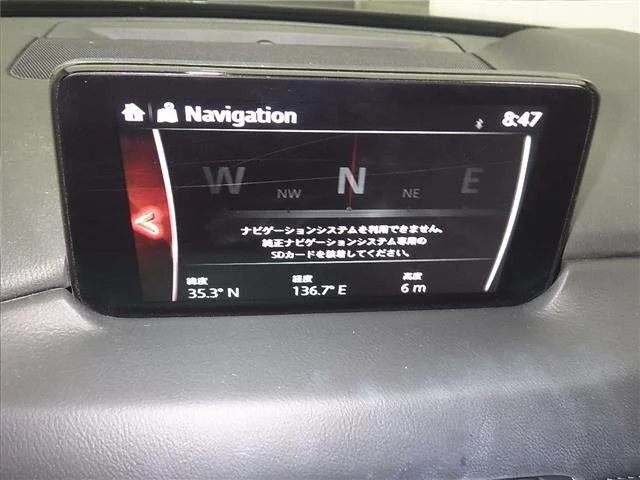 Navigation
8:47
W NW N NE E
ナビゲーションシステムを利用できません。
純正ナビゲーションシステム専用の
SDカードを装着してください。
緯度 経度 高度
35.3° N 136.7° E 6 m